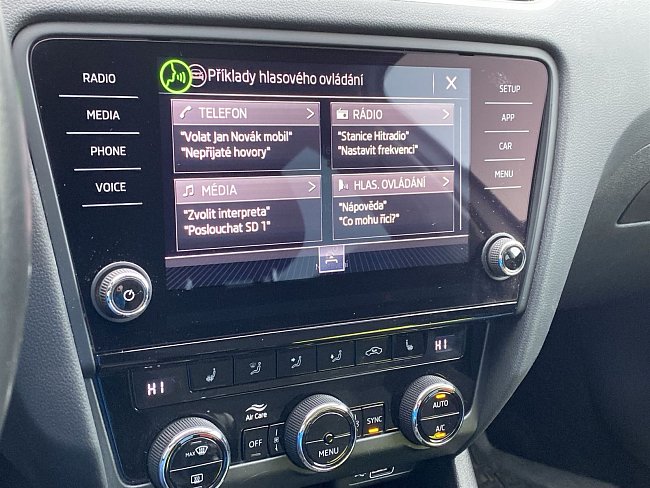 Příklady hlasového ovládání
X
RADIO
MEDIA
PHONE
VOICE
TELEFON
"Volat Jan Novák mobil"
"Nepřijaté hovory"
RÁDIO
"Stanice Hitradio"
"Nastavit frekvenci"
MÉDIA
"Zvolit interpreta"
"Poslouchat SD 1"
HLAS. OVLÁDÁNÍ
"Nápověda"
"Co mohu říci?"
SETUP
APP
CAR
MENU
HI
HI
Air Care
MAX
OFF
MENU
SYNC
AUTO
A/C